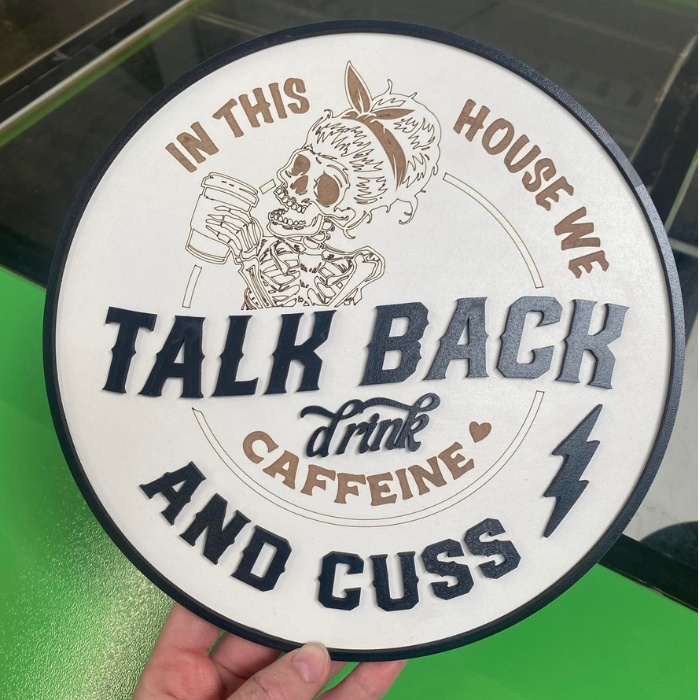 IN THIS
HOUSE WE
TALK BACK
drink
CAFFEINE
AND CUSS